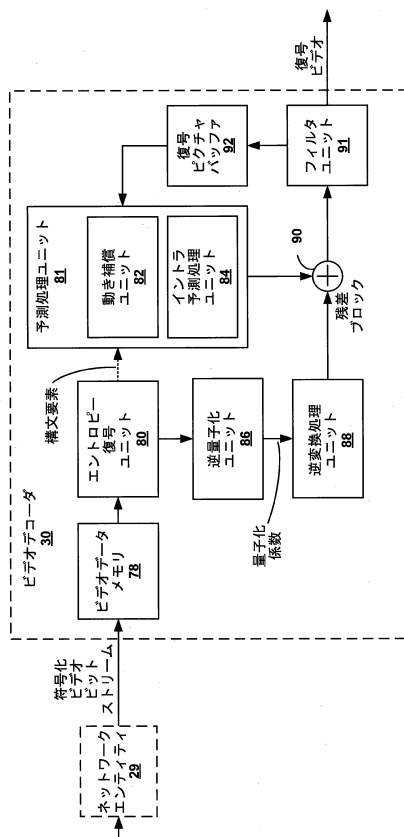 ネットワーク
エンティティ
29
符号化
ビデオ
ビット
ストリーム
ビデオデコーダ
30
ビデオデータ
メモリ
78
エントロピー
復号
ユニット
80
構文要素
予測処理ユニット
81
動き補償
ユニット
82
イントラ
予測処理
ユニット
84
逆量子化
ユニット
86
量子化
係数
逆変換処理
ユニット
88
残差
ブロック
90
フィルタ
ユニット
91
復号
ピクチャ
バッファ
92
復号
ビデオ